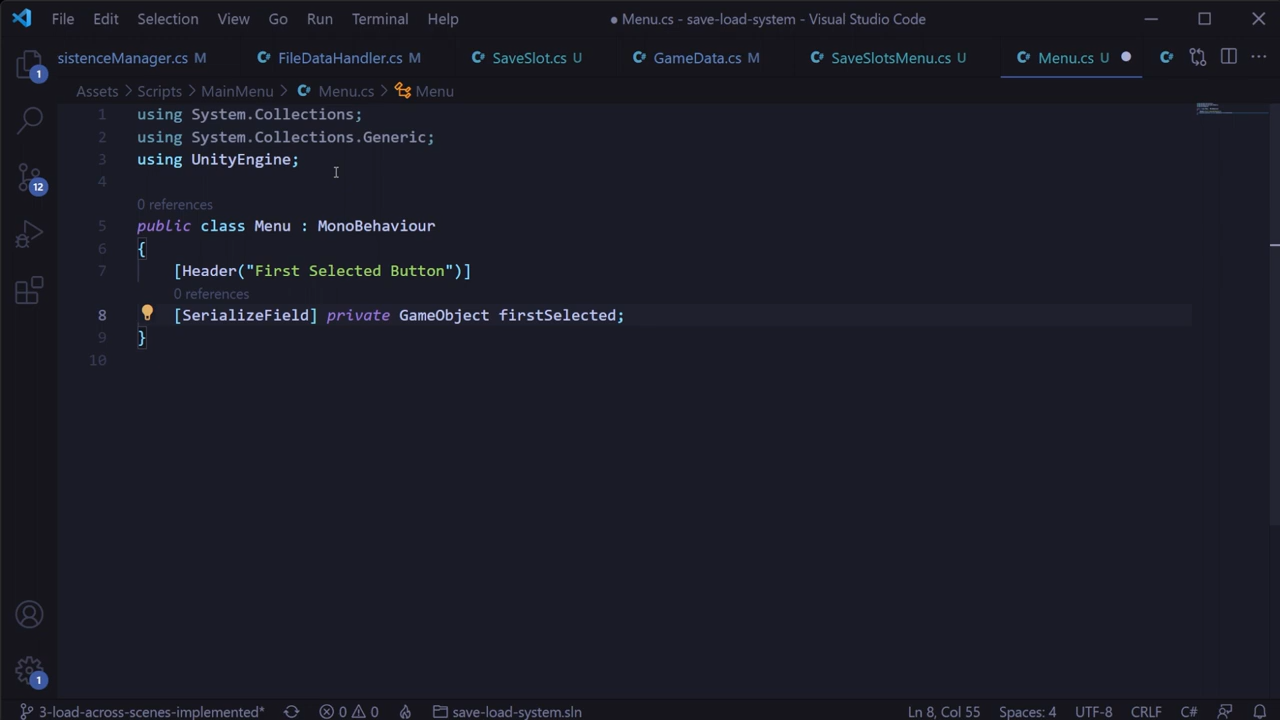 File Edit Selection View Go Run Terminal Help ● Menu.cs - save-load-system - Visual Studio Code
sistenceManager.cs M FileDataHandler.cs M SaveSlot.cs U GameData.cs M SaveSlotsMenu.cs U Menu.cs U
Assets > Scripts > MainMenu > Menu.cs > Menu
1 using System.Collections;
2 using System.Collections.Generic;
3 using UnityEngine;
4
0 references
5 public class Menu : MonoBehaviour
6 {
7 [Header("First Selected Button")]
0 references
8 [SerializeField] private GameObject firstSelected;
9 }
10
1
12
1
3-load-across-scenes-implemented* 0 0 save-load-system.sln Ln 8, Col 55 Spaces: 4 UTF-8 CRLF C#